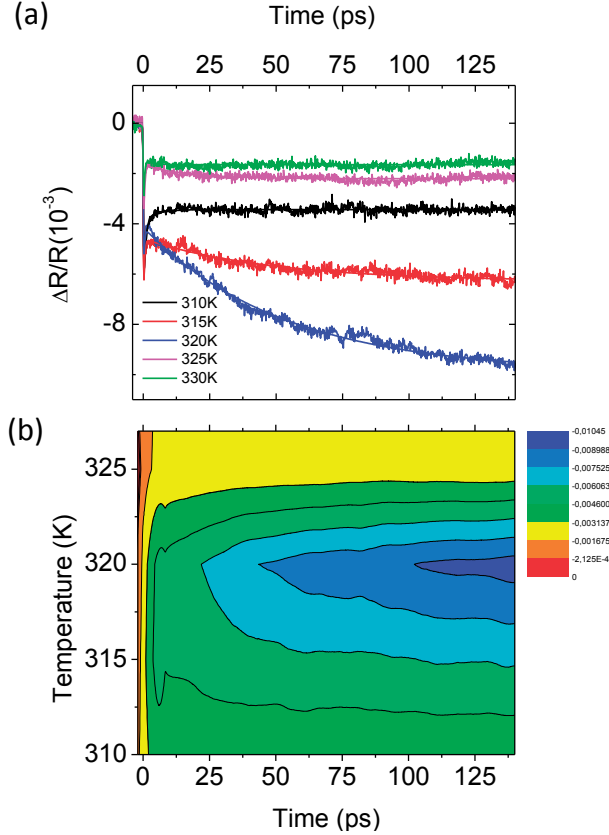 (a)
Time (ps)
0 25 50 75 100 125
0
-4
-8
ΔR/R(10⁻³)
310K
315K
320K
325K
330K
(b)
325
320
315
310
Temperature (K)
0 25 50 75 100 125
Time (ps)
-0,01045
-0,008988
-0,007525
-0,006063
-0,004600
-0,003137
-0,001675
-2,125E-4
0